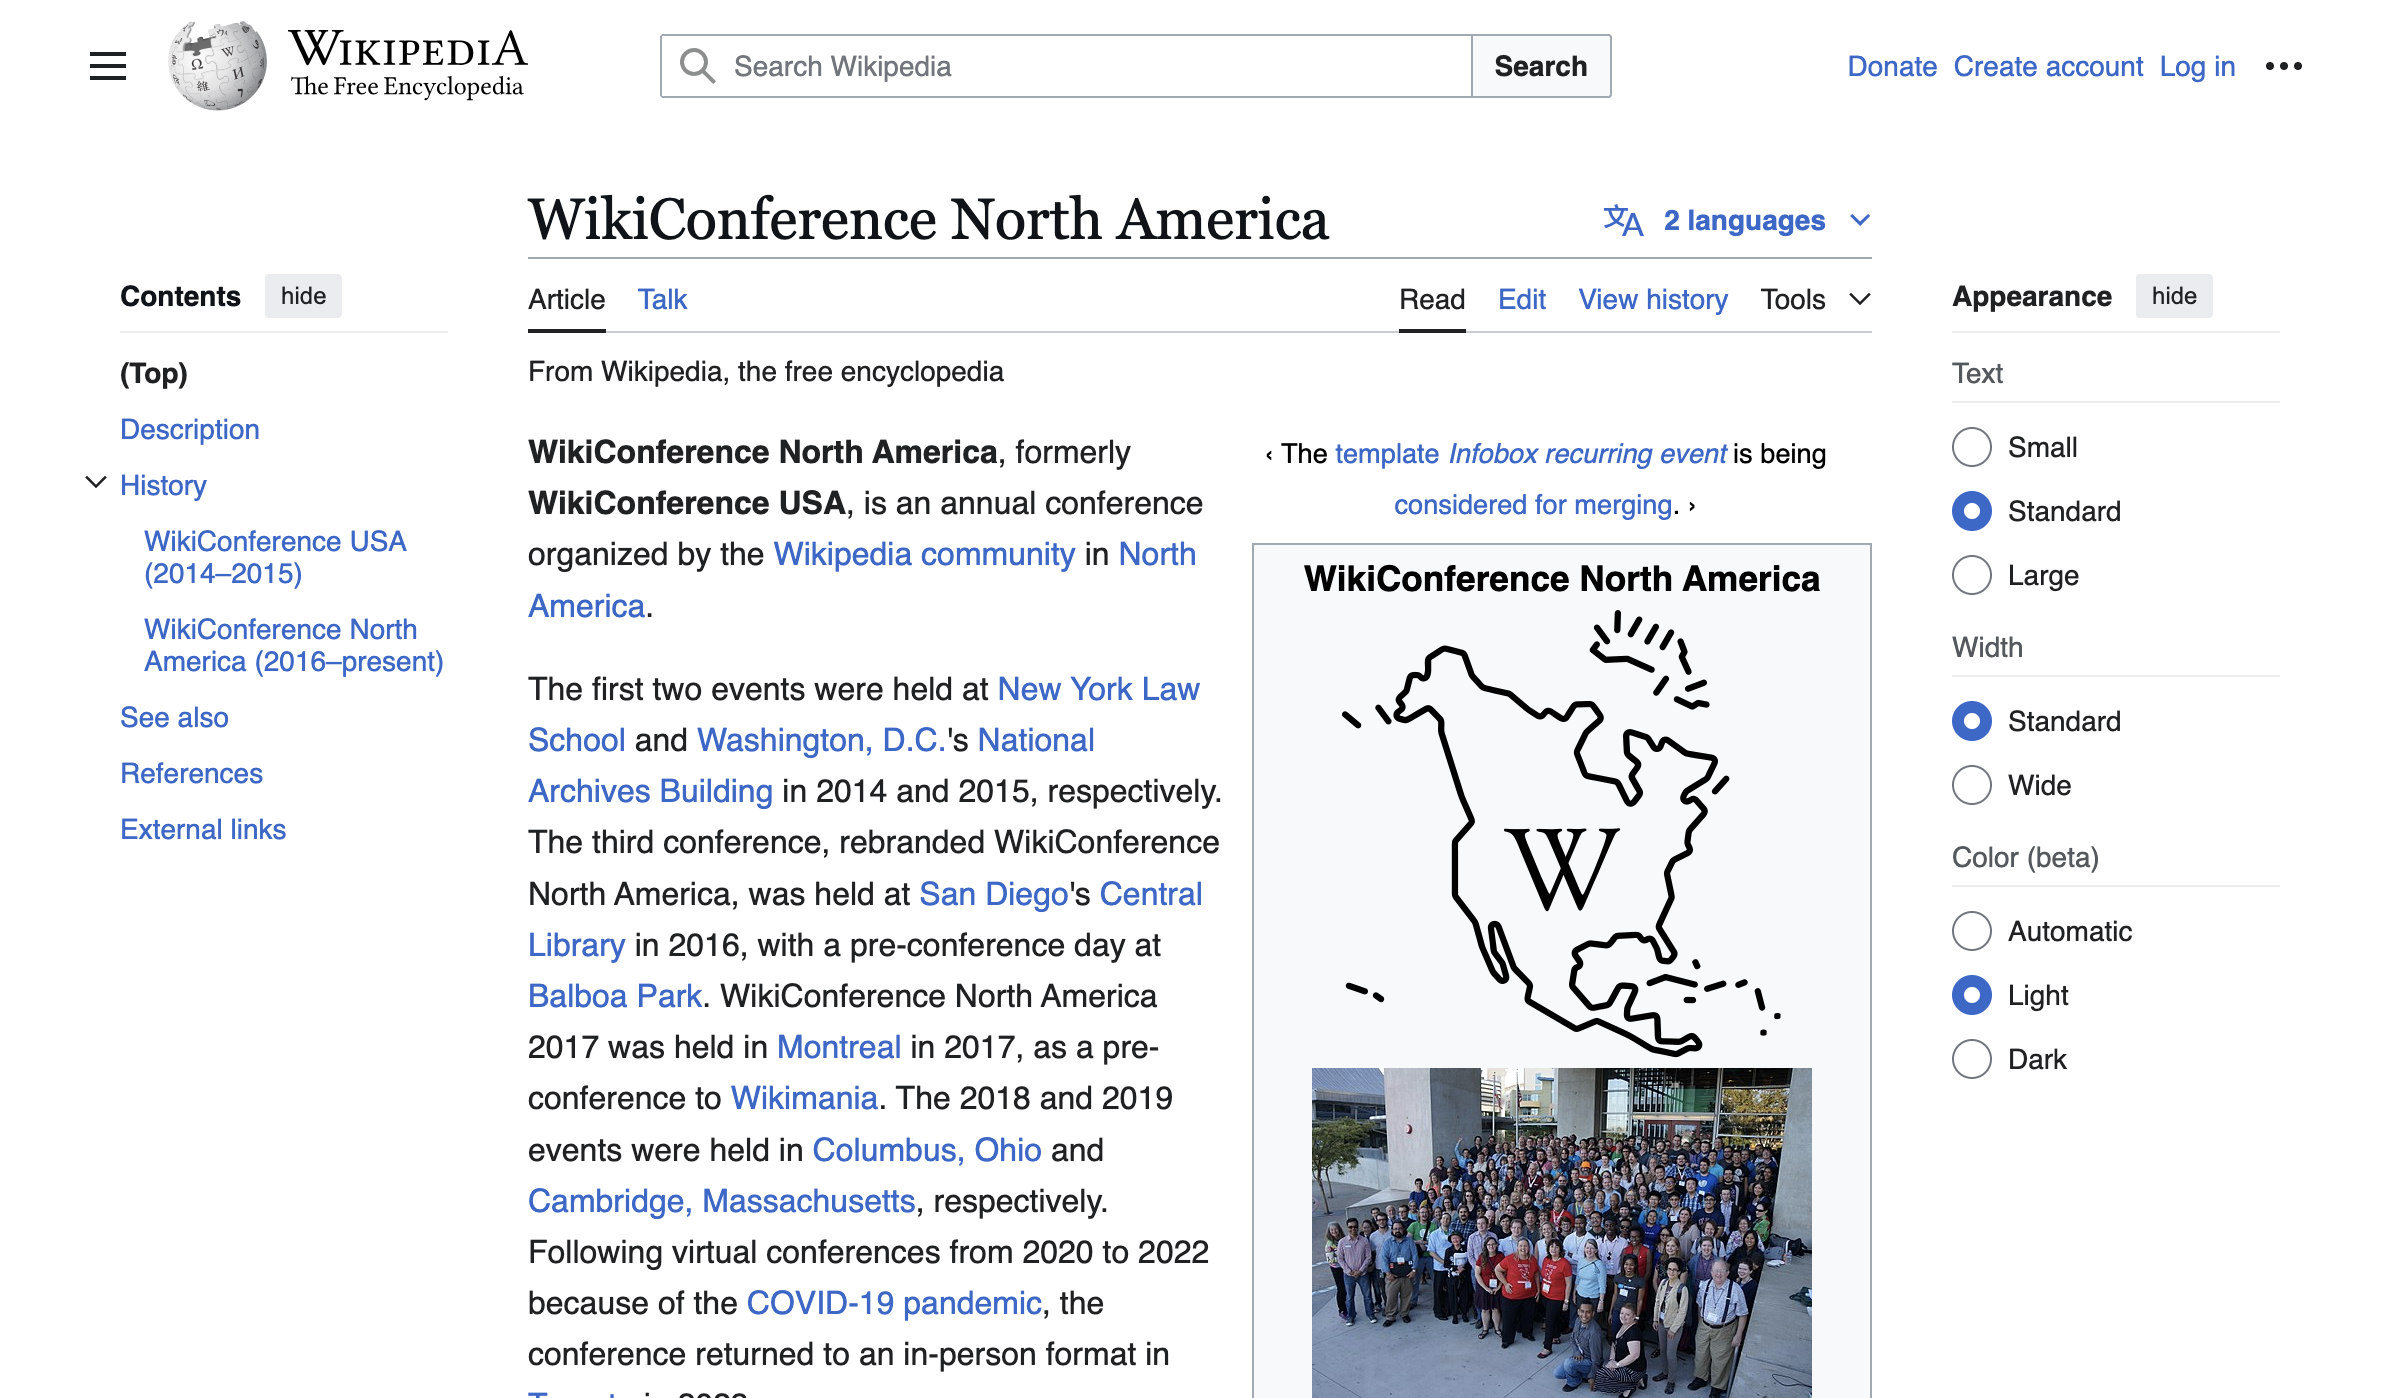 WIKIPEDIA
The Free Encyclopedia
Search Wikipedia
Search
Donate
Create account
Log in
WikiConference North America
2 languages
Contents
hide
(Top)
Description
History
WikiConference USA
(2014–2015)
WikiConference North
America (2016–present)
See also
References
External links
Article
Talk
Read
Edit
View history
Tools
From Wikipedia, the free encyclopedia
WikiConference North America, formerly
WikiConference USA, is an annual conference
organized by the Wikipedia community in North
America.
The first two events were held at New York Law
School and Washington, D.C.'s National
Archives Building in 2014 and 2015, respectively.
The third conference, rebranded WikiConference
North America, was held at San Diego's Central
Library in 2016, with a pre-conference day at
Balboa Park. WikiConference North America
2017 was held in Montreal in 2017, as a pre-
conference to Wikimania. The 2018 and 2019
events were held in Columbus, Ohio and
Cambridge, Massachusetts, respectively.
Following virtual conferences from 2020 to 2022
because of the COVID-19 pandemic, the
conference returned to an in-person format in
‹ The template Infobox recurring event is being
considered for merging. ›
WikiConference North America
W
Appearance
hide
Text
Small
Standard
Large
Width
Standard
Wide
Color (beta)
Automatic
Light
Dark